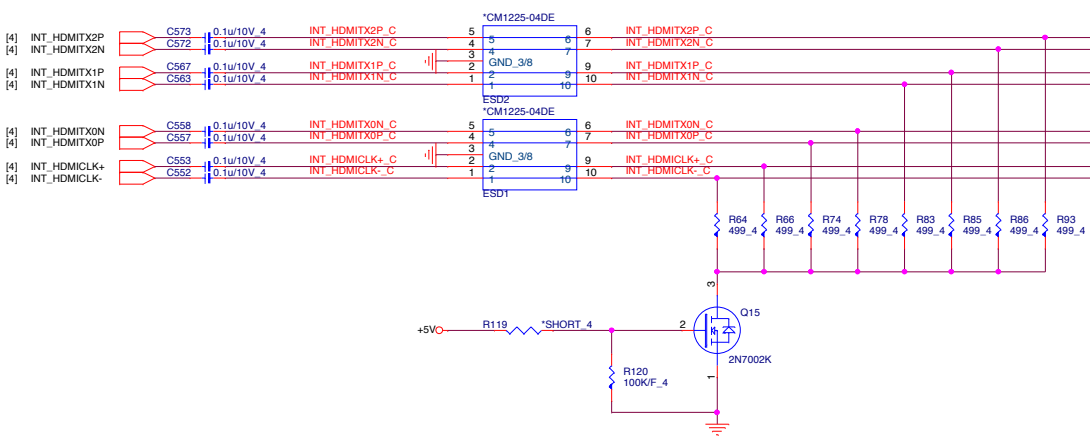 *CM1225-04DE
[4] INT_HDMITX2P C573 0.1u/10V_4 INT_HDMITX2P_C 5 5 6 6 INT_HDMITX2P_C
[4] INT_HDMITX2N C572 0.1u/10V_4 INT_HDMITX2N_C 4 4 7 7 INT_HDMITX2N_C
3 GND_3/8
[4] INT_HDMITX1P C567 0.1u/10V_4 INT_HDMITX1P_C 2 2 9 9 INT_HDMITX1P_C
[4] INT_HDMITX1N C563 0.1u/10V_4 INT_HDMITX1N_C 1 1 10 10 INT_HDMITX1N_C
ESD2
*CM1225-04DE
[4] INT_HDMITX0N C558 0.1u/10V_4 INT_HDMITX0N_C 5 5 6 6 INT_HDMITX0N_C
[4] INT_HDMITX0P C557 0.1u/10V_4 INT_HDMITX0P_C 4 4 7 7 INT_HDMITX0P_C
3 GND_3/8
[4] INT_HDMICLK+ C553 0.1u/10V_4 INT_HDMICLK+_C 2 2 9 9 INT_HDMICLK+_C
[4] INT_HDMICLK- C552 0.1u/10V_4 INT_HDMICLK-_C 1 1 10 10 INT_HDMICLK-_C
ESD1
R64 R66 R74 R78 R83 R85 R86 R93
499_4 499_4 499_4 499_4 499_4 499_4 499_4 499_4
3
Q15
+5V R119 *SHORT_4 2
2N7002K
R120
100K/F_4
1